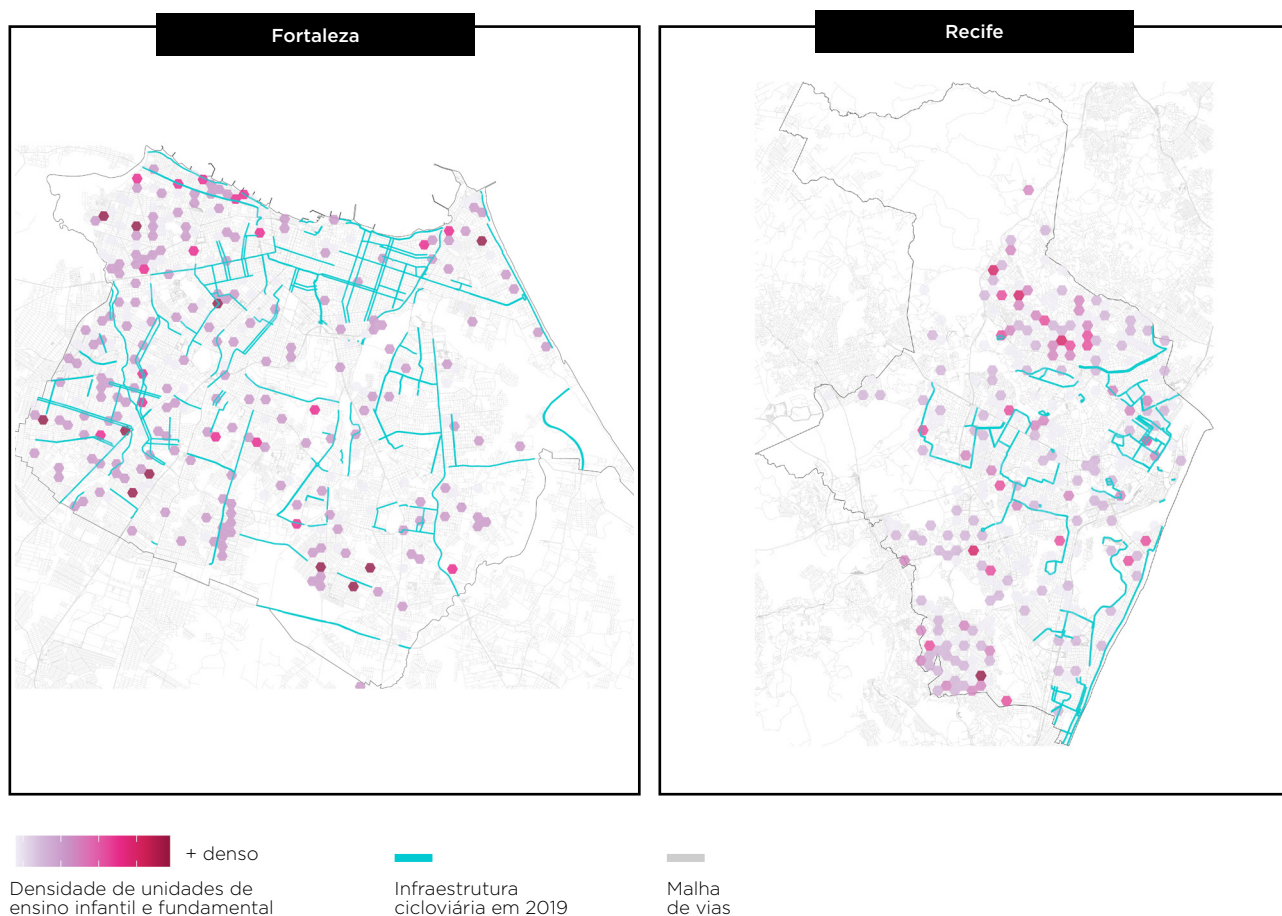 Fortaleza
Recife
+ denso
Densidade de unidades de
ensino infantil e fundamental
Infraestrutura
cicloviária em 2019
Malha
de vias